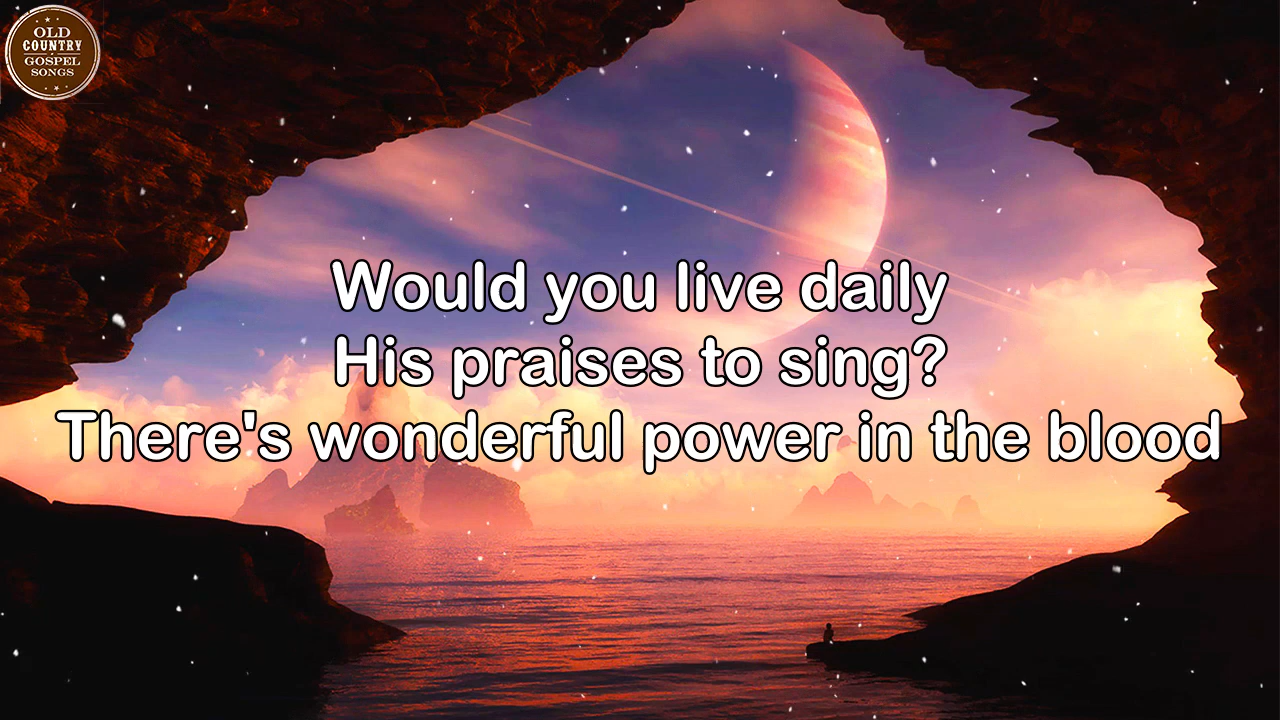 OLD
COUNTRY
GOSPEL
SONGS
Would you live daily
His praises to sing?
There's wonderful power in the blood